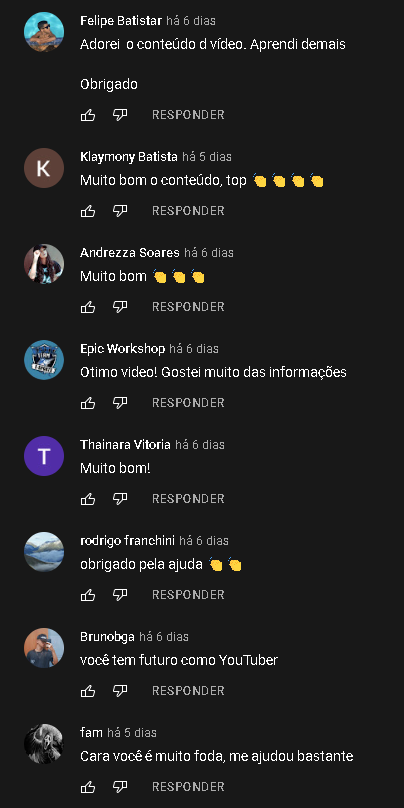 Felipe Batistar há 6 dias
Adorei o conteúdo d vídeo. Aprendi demais
Obrigado
RESPONDER
K
Klaymony Batista há 5 dias
Muito bom o conteúdo, top 👏👏👏👏
RESPONDER
Andrezza Soares há 6 dias
Muito bom 👏👏👏
RESPONDER
Epic Workshop há 6 dias
Otimo video! Gostei muito das informações
RESPONDER
T
Thainara Vitoria há 6 dias
Muito bom!
RESPONDER
rodrigo franchini há 6 dias
obrigado pela ajuda 👏👏
RESPONDER
Brunobga há 6 dias
você tem futuro como YouTuber
RESPONDER
fam há 5 dias
Cara você é muito foda, me ajudou bastante
RESPONDER